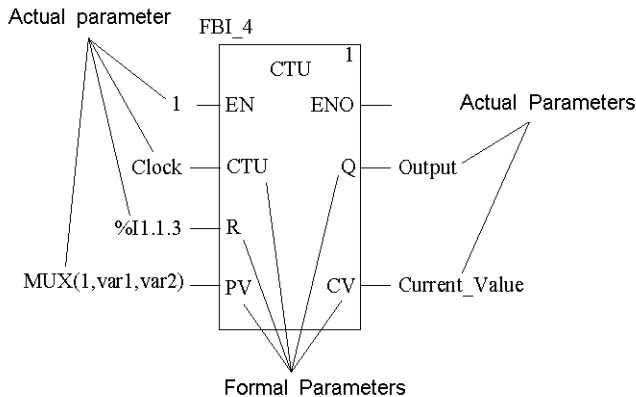 Actual parameter
FBI_4
1
CTU
Actual Parameters
1 EN ENO
Clock CTU Q Output
%I1.1.3 R
MUX(1,var1,var2) PV CV Current_Value
Formal Parameters